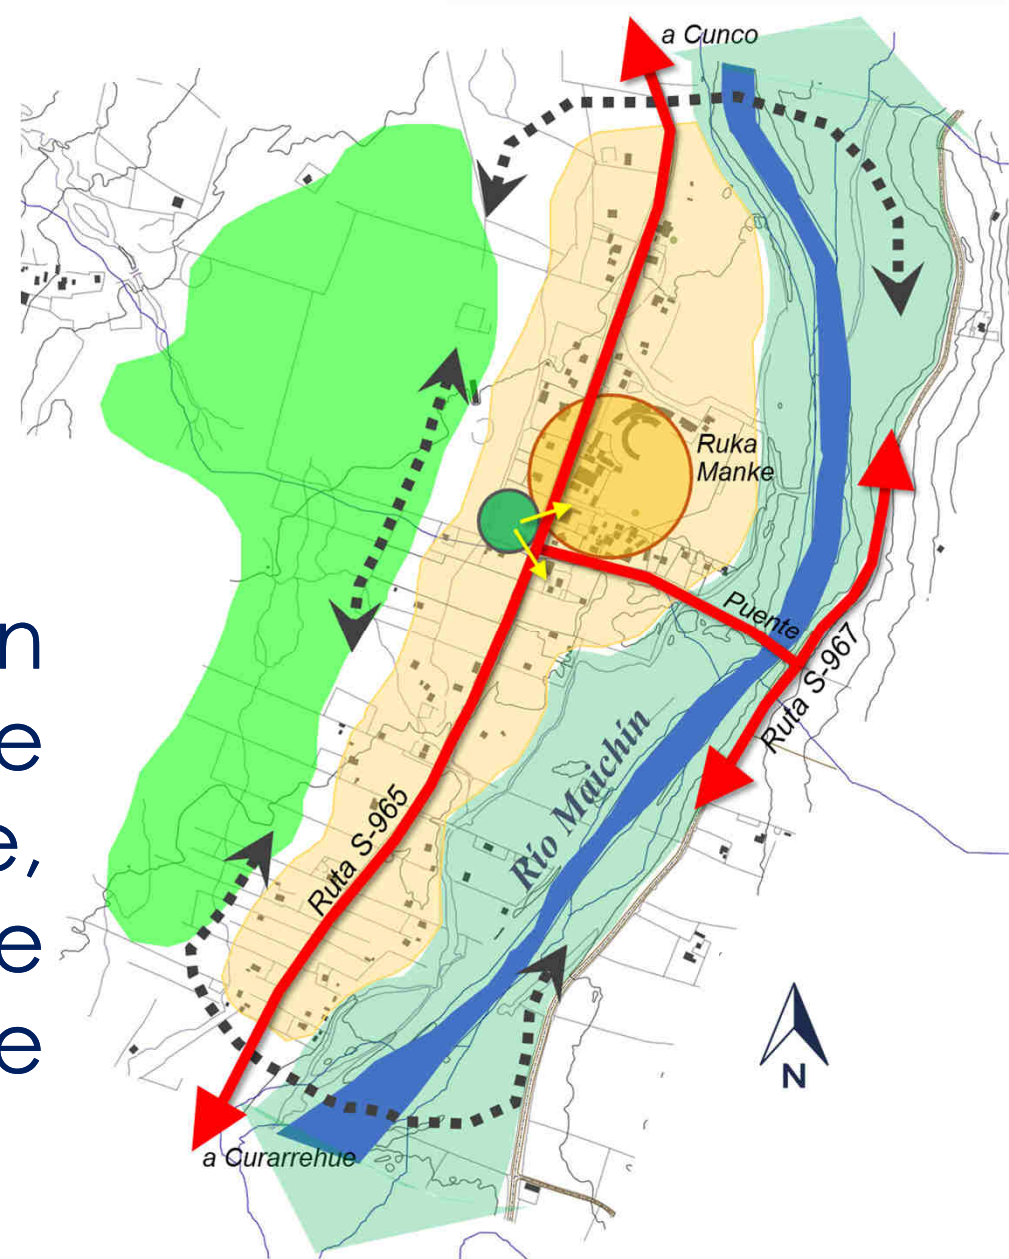 a Cunco
Ruka
Manke
Puente
Ruta S-967
n
e
Río Maichín
Ruta S-965
e,
e
e
N
a Curarrehue